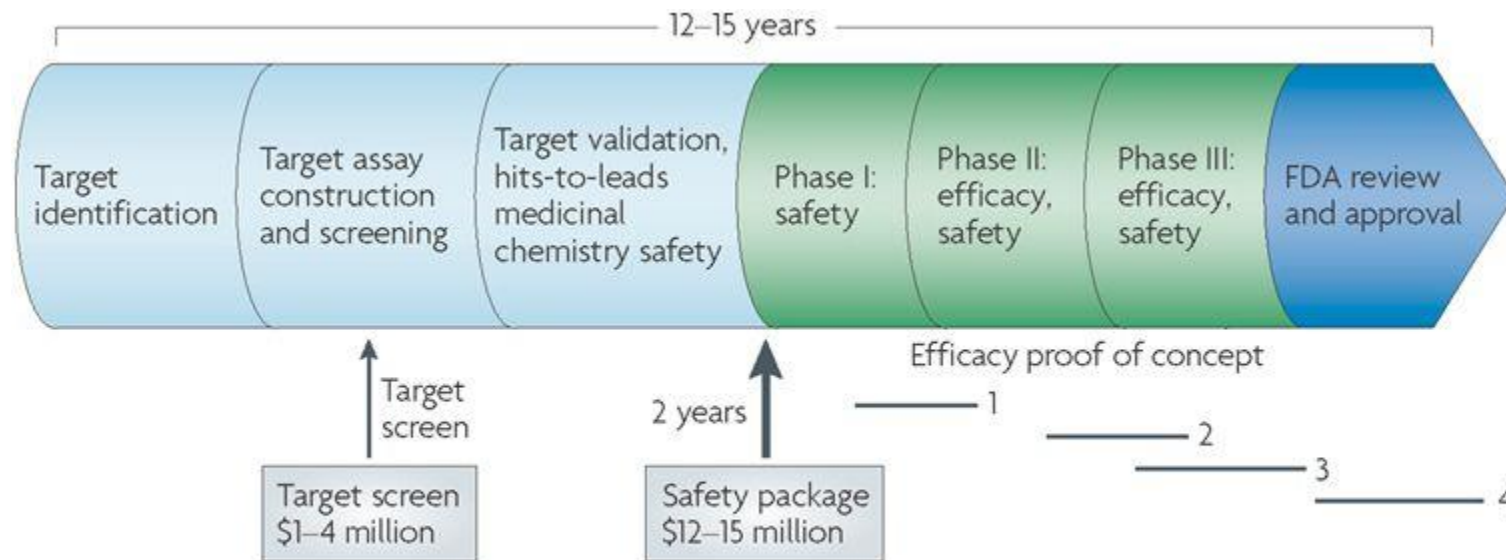 12–15 years
Target
identification
Target assay
construction
and screening
Target validation,
hits-to-leads
medicinal
chemistry safety
Phase I:
safety
Phase II:
efficacy,
safety
Phase III:
efficacy,
safety
FDA review
and approval
Target
screen
Target screen
$1–4 million
2 years
Safety package
$12–15 million
Efficacy proof of concept
1
2
3
4